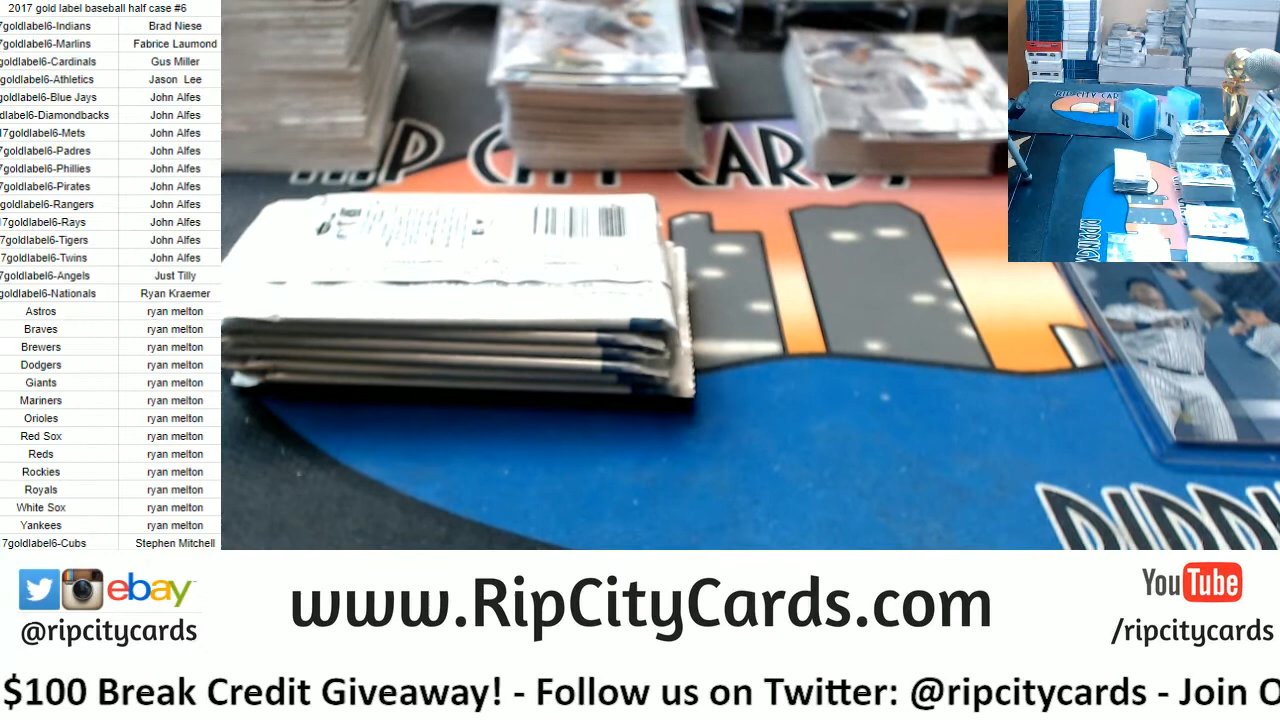 2017 gold label baseball half case #6
7goldlabel6-Indians Brad Niese
7goldlabel6-Marlins Fabrice Laumond
goldlabel6-Cardinals Gus Miller
goldlabel6-Athletics Jason Lee
goldlabel6-Blue Jays John Alfes
dlabel6-Diamondbacks John Alfes
17goldlabel6-Mets John Alfes
7goldlabel6-Padres John Alfes
7goldlabel6-Phillies John Alfes
7goldlabel6-Pirates John Alfes
goldlabel6-Rangers John Alfes
17goldlabel6-Rays John Alfes
7goldlabel6-Tigers John Alfes
7goldlabel6-Twins John Alfes
7goldlabel6-Angels Just Tilly
goldlabel6-Nationals Ryan Kraemer
Astros ryan melton
Braves ryan melton
Brewers ryan melton
Dodgers ryan melton
Giants ryan melton
Mariners ryan melton
Orioles ryan melton
Red Sox ryan melton
Reds ryan melton
Rockies ryan melton
Royals ryan melton
White Sox ryan melton
Yankees ryan melton
7goldlabel6-Cubs Stephen Mitchell
RIP CITY CARDS
ebay
@ripcitycards
www.RipCityCards.com
YouTube
/ripcitycards
$100 Break Credit Giveaway! - Follow us on Twitter: @ripcitycards - Join O